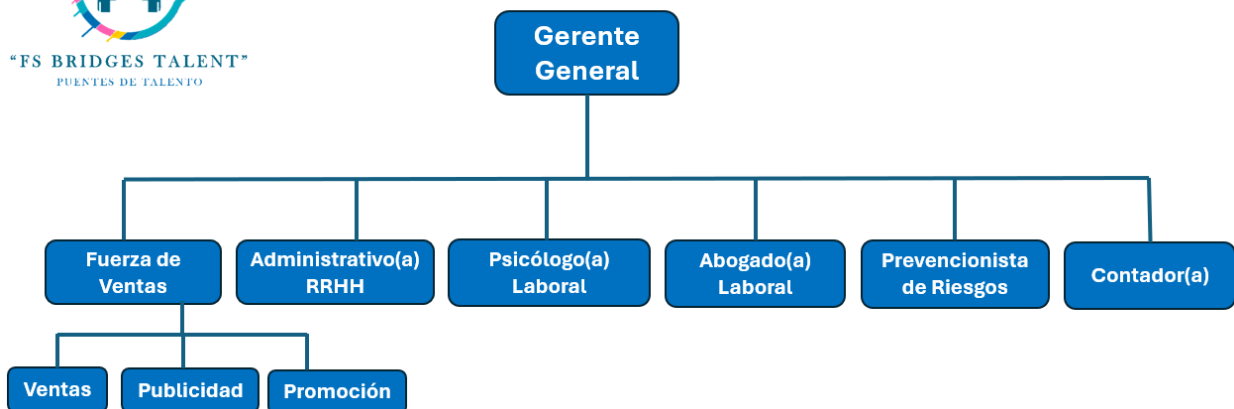 "FS BRIDGES TALENT"
PUENTES DE TALENTO
Gerente
General
Fuerza de
Ventas
Administrativo(a)
RRHH
Psicólogo(a)
Laboral
Abogado(a)
Laboral
Prevencionista
de Riesgos
Contador(a)
Ventas
Publicidad
Promoción